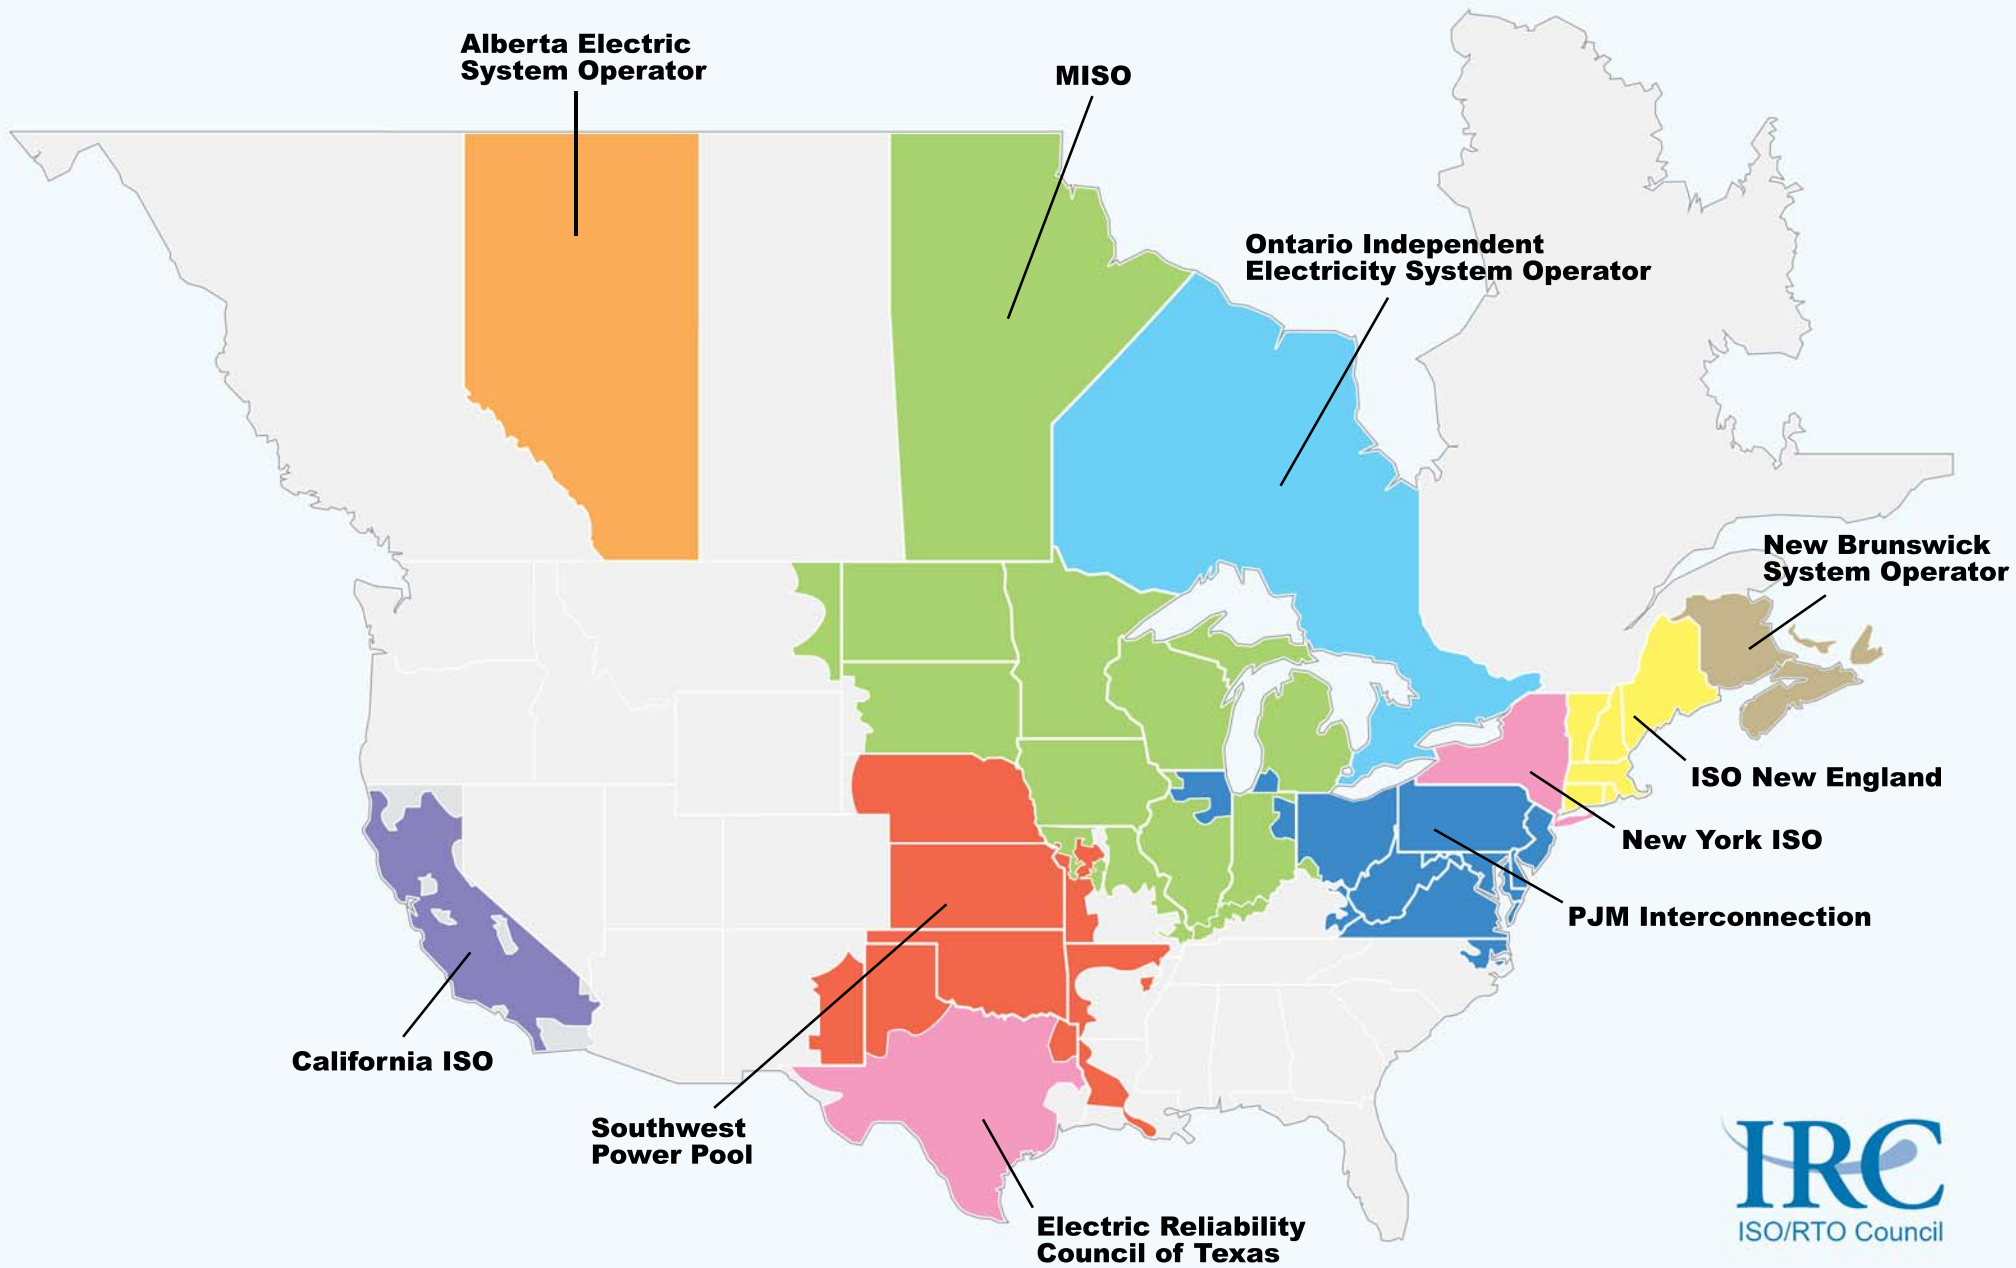 Alberta Electric
System Operator
MISO
Ontario Independent
Electricity System Operator
New Brunswick
System Operator
ISO New England
New York ISO
PJM Interconnection
California ISO
Southwest
Power Pool
Electric Reliability
Council of Texas
IRC
ISO/RTO Council